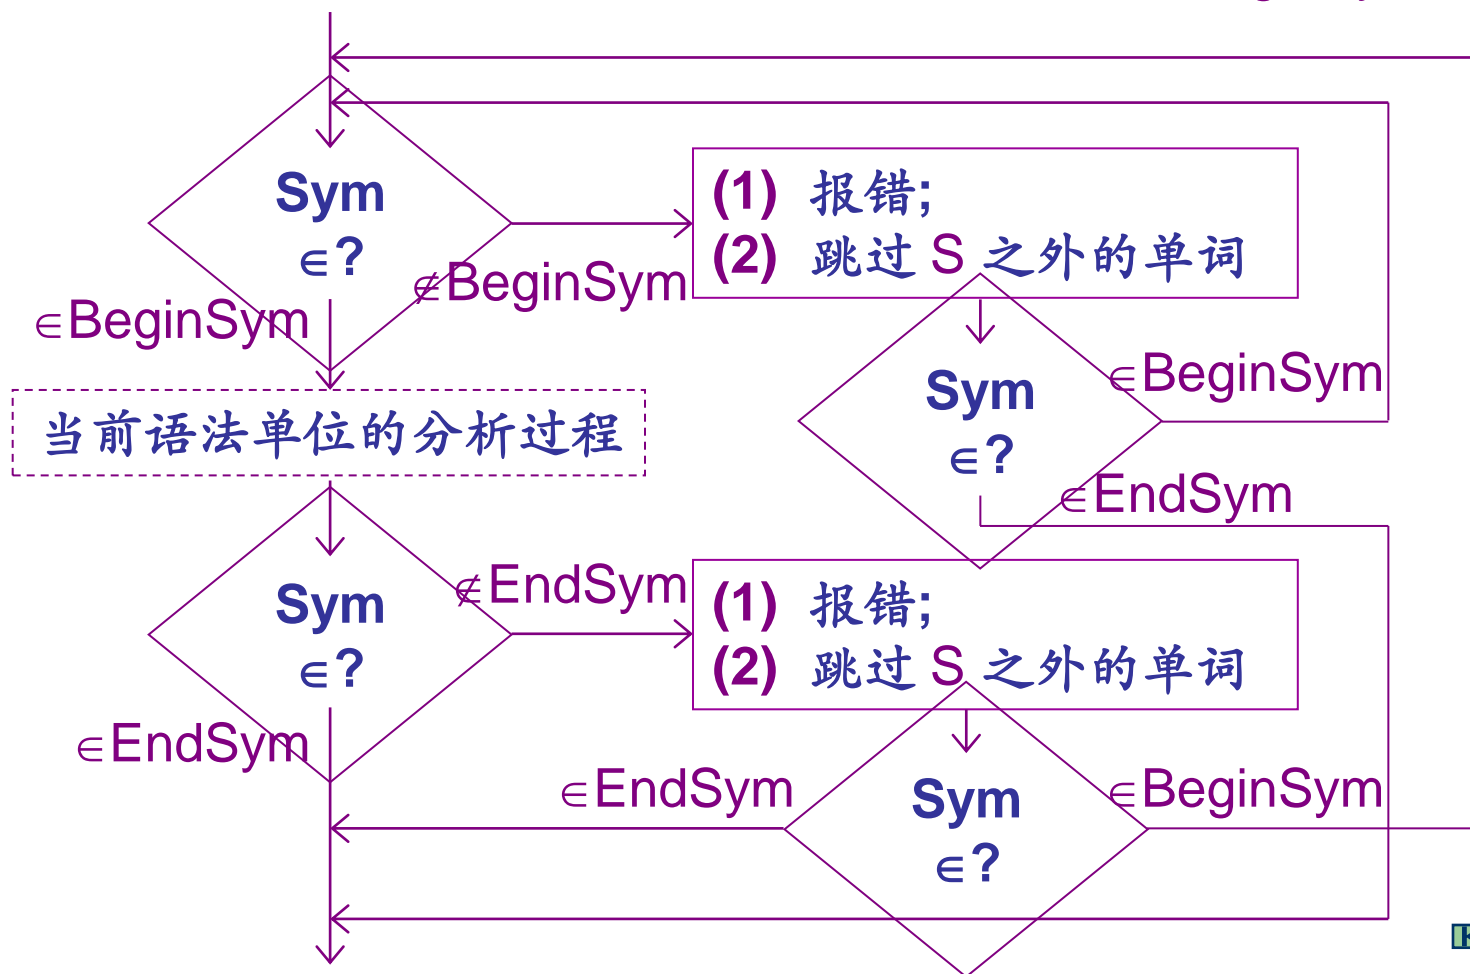 Sym
∈?
∉BeginSym
∈BeginSym
(1) 报错;
(2) 跳过 S 之外的单词
Sym
∈?
∈BeginSym
∈EndSym
当前语法单位的分析过程
Sym
∈?
∉EndSym
∈EndSym
(1) 报错;
(2) 跳过 S 之外的单词
Sym
∈?
∈EndSym
∈BeginSym